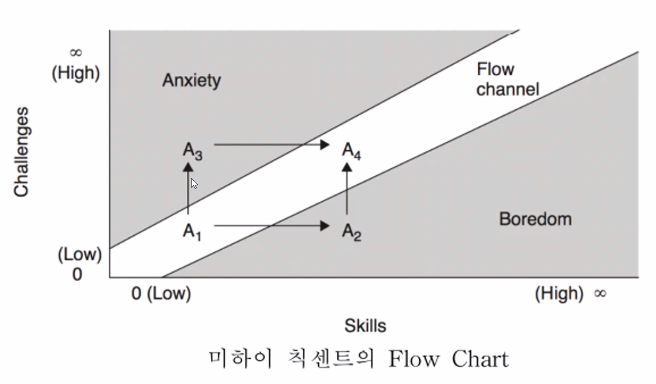 ∞
(High)
Anxiety
Flow
channel
Challenges
A3
A4
A1
A2
Boredom
(Low)
0
0 (Low)
(High) ∞
Skills
미하이 칙센트의 Flow Chart